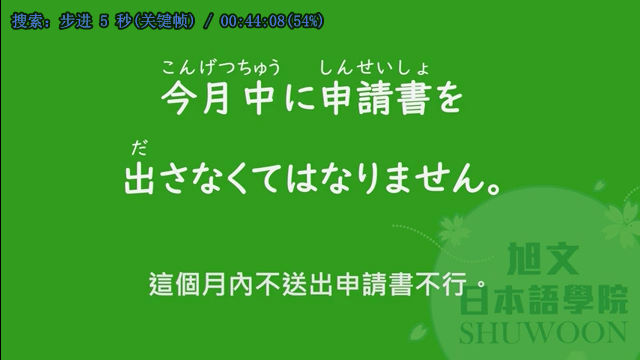 搜索: 步进 5 秒(关键帧) / 00:44:08(54%)
こんげつちゅう しんせいしょ
今月中に申請書を
だ
出さなくてはなりません。
這個月內不送出申請書不行。
旭文
日本語學院
SHUWOON